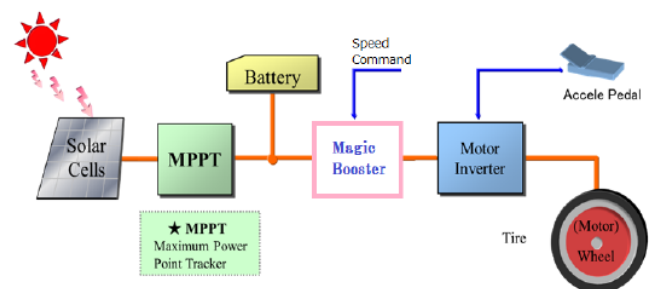 Speed
Command
Battery
Accele Pedal
Solar
Cells
MPPT
Magic
Booster
Motor
Inverter
★ MPPT
Maximum Power
Point Tracker
Tire
(Motor)
Wheel